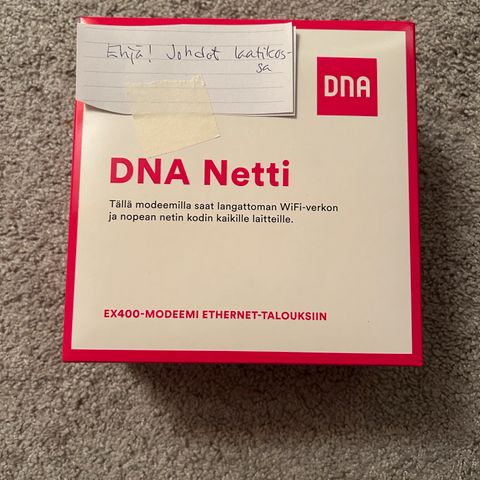 Ehjä! Johdot laatikos-
sa
DNA
DNA Netti
Tällä modeemilla saat langattoman WiFi-verkon
ja nopean netin kodin kaikille laitteille.
EX400-MODEEMI ETHERNET-TALOUKSIIN